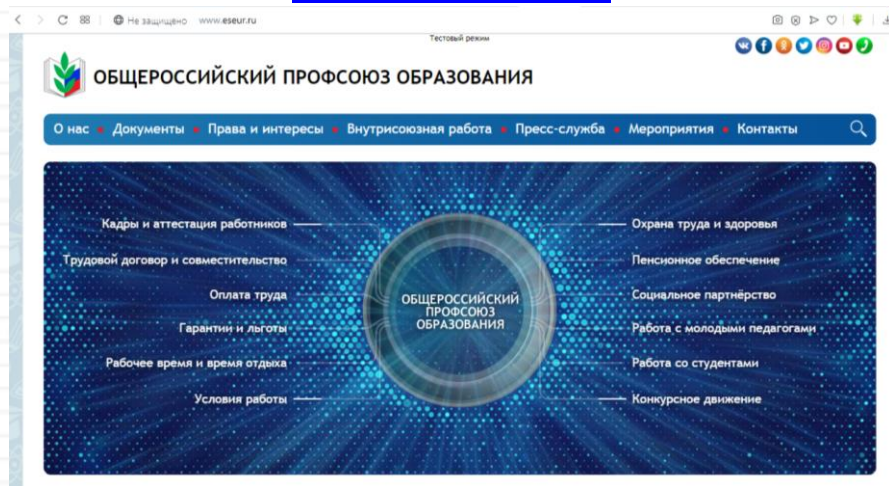 Не защищено www.eseur.ru
Тестовый режим
ОБЩЕРОССИЙСКИЙ ПРОФСОЮЗ ОБРАЗОВАНИЯ
О нас Документы Права и интересы Внутрисоюзная работа Пресс-служба Мероприятия Контакты
Кадры и аттестация работников
Трудовой договор и совместительство
Оплата труда
Гарантии и льготы
Рабочее время и время отдыха
Условия работы
ОБЩЕРОССИЙСКИЙ
ПРОФСОЮЗ
ОБРАЗОВАНИЯ
Охрана труда и здоровья
Пенсионное обеспечение
Социальное партнёрство
Работа с молодыми педагогами
Работа со студентами
Конкурсное движение